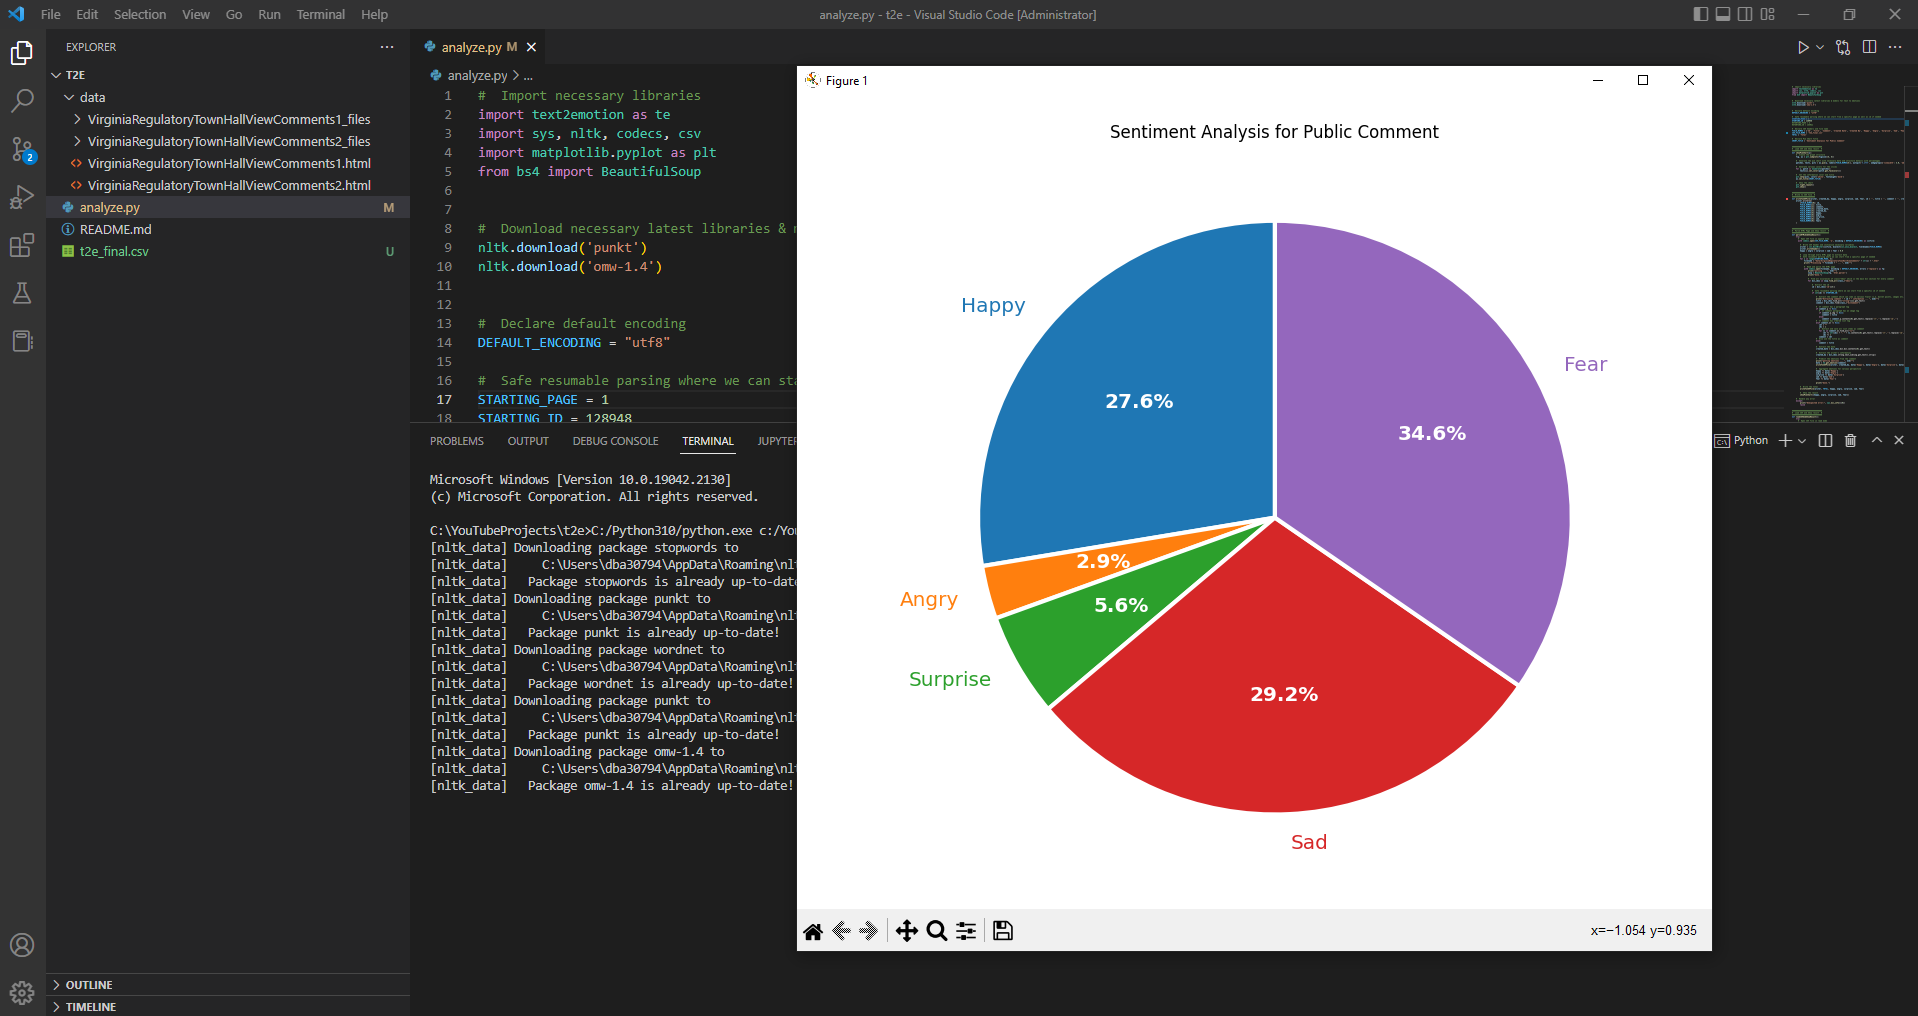 File Edit Selection View Go Run Terminal Help
analyze.py - t2e - Visual Studio Code [Administrator]
EXPLORER
T2E
data
VirginiaRegulatoryTownHallViewComments1_files
VirginiaRegulatoryTownHallViewComments2_files
VirginiaRegulatoryTownHallViewComments1.html
VirginiaRegulatoryTownHallViewComments2.html
analyze.py M
README.md
t2e_final.csv U
2
OUTLINE
TIMELINE
analyze.py M
analyze.py > ...
1 # Import necessary libraries
2 import text2emotion as te
3 import sys, nltk, codecs, csv
4 import matplotlib.pyplot as plt
5 from bs4 import BeautifulSoup
6
7
8 # Download necessary latest libraries &
9 nltk.download('punkt')
10 nltk.download('omw-1.4')
11
12
13 # Declare default encoding
14 DEFAULT_ENCODING = "utf8"
15
16 # Safe resumable parsing where we can sta
17 STARTING_PAGE = 1
18 STARTING_ID = 128948
PROBLEMS OUTPUT DEBUG CONSOLE TERMINAL JUPYTER
Python
Microsoft Windows [Version 10.0.19042.2130]
(c) Microsoft Corporation. All rights reserved.
C:\YouTubeProjects\t2e>C:/Python310/python.exe c:/You
[nltk_data] Downloading package stopwords to
[nltk_data]     C:\Users\dba30794\AppData\Roaming\nlt
[nltk_data]   Package stopwords is already up-to-date
[nltk_data] Downloading package punkt to
[nltk_data]     C:\Users\dba30794\AppData\Roaming\nlt
[nltk_data]   Package punkt is already up-to-date!
[nltk_data] Downloading package wordnet to
[nltk_data]     C:\Users\dba30794\AppData\Roaming\nlt
[nltk_data]   Package wordnet is already up-to-date!
[nltk_data] Downloading package punkt to
[nltk_data]     C:\Users\dba30794\AppData\Roaming\nlt
[nltk_data]   Package punkt is already up-to-date!
[nltk_data] Downloading package omw-1.4 to
[nltk_data]     C:\Users\dba30794\AppData\Roaming\nlt
[nltk_data]   Package omw-1.4 is already up-to-date!
Figure 1
Sentiment Analysis for Public Comment
Happy
27.6%
Fear
34.6%
Angry
2.9%
Surprise
5.6%
Sad
29.2%
x=−1.054 y=0.935